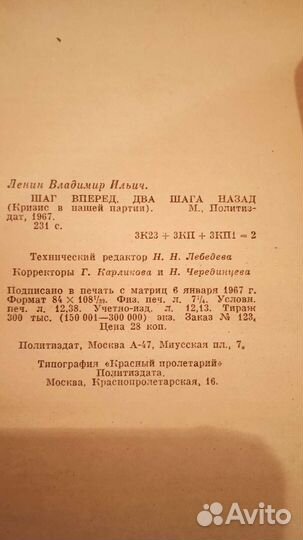 Ленин Владимир Ильич.
ШАГ ВПЕРЕД, ДВА ШАГА НАЗАД
(Кризис в нашей партии). М., Политиз-
дат, 1967.
231 с.
3К23 + 3КП + 3КП1 = 2
Технический редактор Н. Н. Лебедева
Корректоры Г. Карликова и Н. Черединцева
Подписано в печать с матриц 6 января 1967 г.
Формат 84 × 108¹/₃₂. Физ. печ. л. 7¹/₄. Условн.
печ. л. 12,38. Учетно-изд. л. 12,13. Тираж
300 тыс. (150 001—300 000) экз. Заказ № 123.
Цена 28 коп.
Политиздат, Москва А-47, Миусская пл., 7.
Типография «Красный пролетарий»
Политиздата.
Москва, Краснопролетарская, 16.
Avito